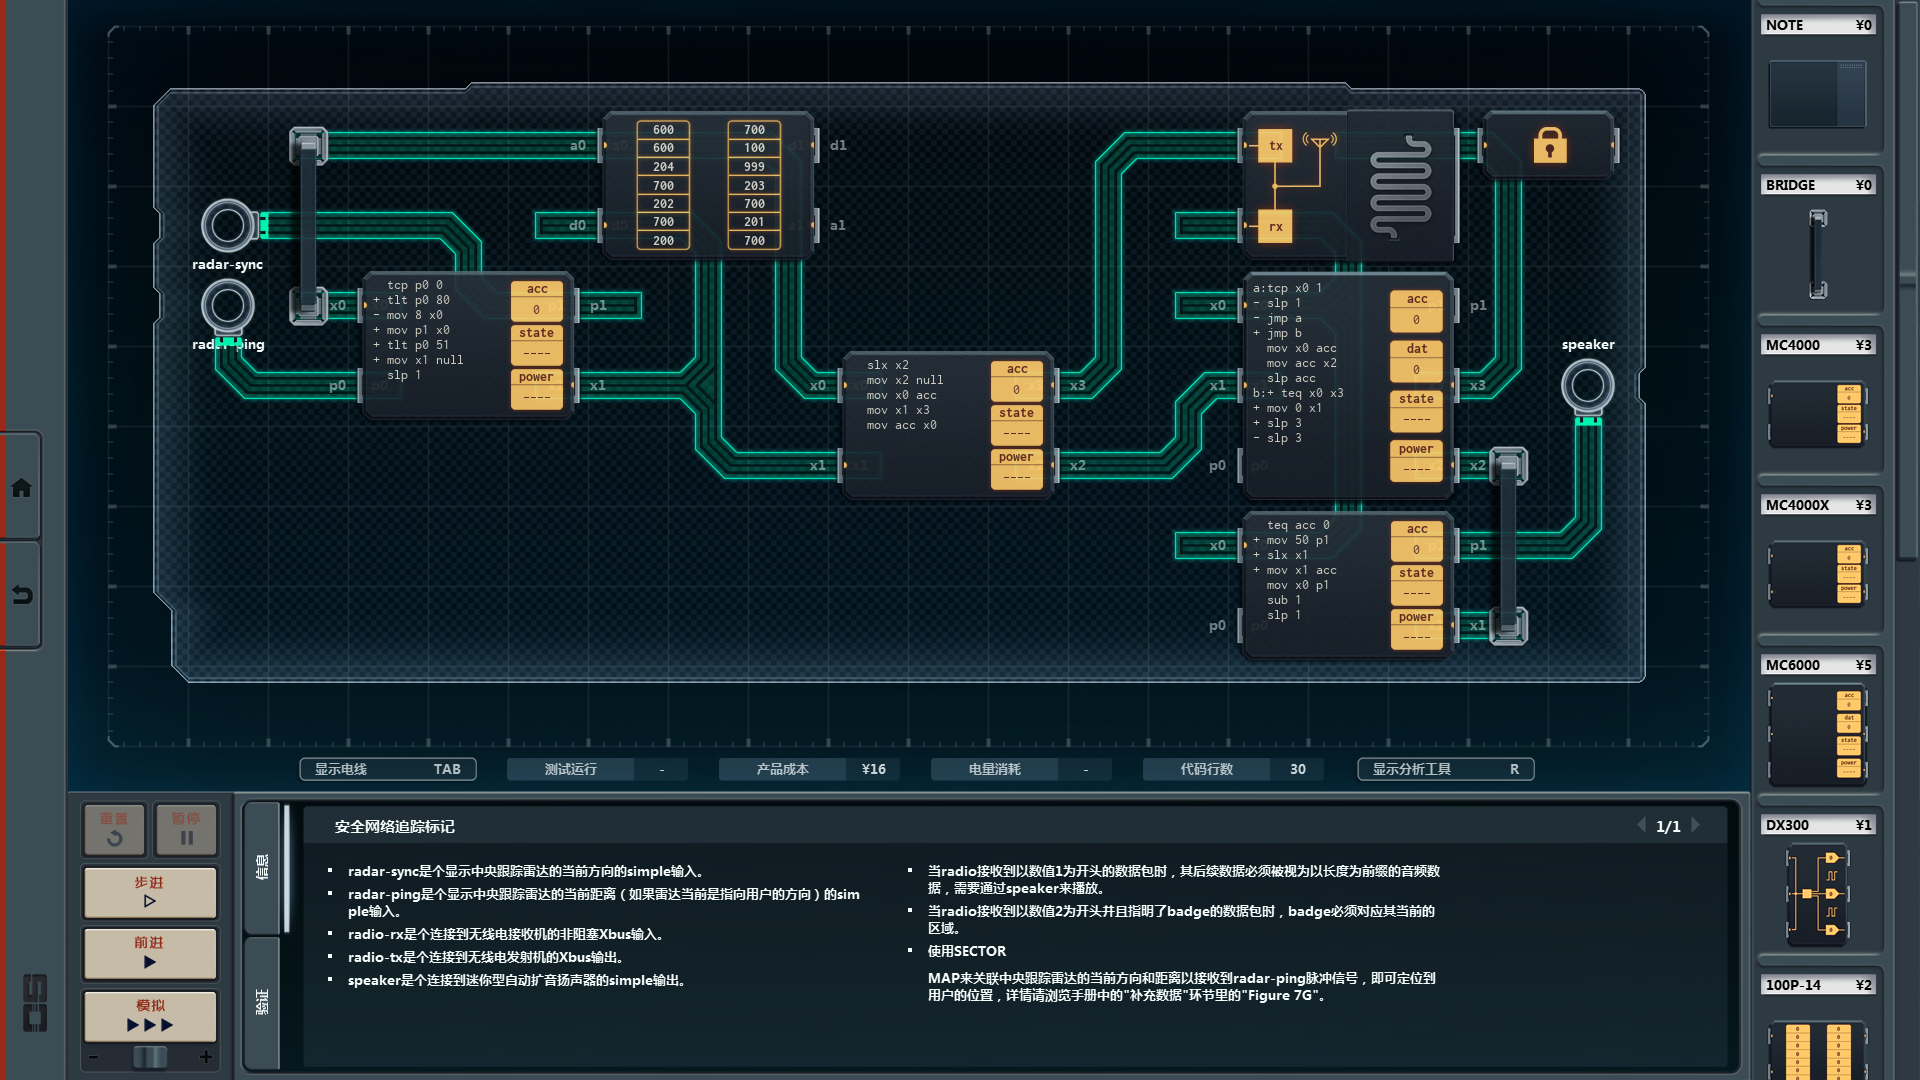 NOTE ¥0
600 700
600 100
204 999
700 203
202 700
700 201
200 700
a0
d1
d0
a1
tx
rx
radar-sync
radar-ping
x0
p1
p0
x1
tcp p0 0
+ tlt p0 80
- mov 8 x0
+ mov p1 x0
+ tlt p0 51
+ mov x1 null
slp 1
acc
0
state
----
power
----
x0
x3
x1
x2
slx x2
mov x2 null
mov x0 acc
mov x1 x3
mov acc x0
acc
0
state
----
power
----
x0
p1
x1
x3
p0
x2
a:tcp x0 1
- slp 1
- jmp a
+ jmp b
mov x0 acc
mov acc x2
slp acc
b:+ teq x0 x3
+ mov 0 x1
+ slp 3
- slp 3
acc
0
dat
0
state
----
power
----
speaker
x0
p1
p0
x1
teq acc 0
+ mov 50 p1
+ slx x1
+ mov x1 acc
mov x0 p1
sub 1
slp 1
acc
0
state
----
power
----
BRIDGE ¥0
MC4000 ¥3
acc
0
state
----
power
----
MC4000X ¥3
acc
0
state
----
power
----
MC6000 ¥5
acc
0
dat
0
state
----
power
----
DX300 ¥1
100P-14 ¥2
显示电线 TAB
测试运行 -
产品成本 ¥16
电量消耗 -
代码行数 30
显示分析工具 R
重置
暂停
步进
前进
模拟
- +
信息
验证
安全网络追踪标记
1/1
▪ radar-sync是个显示中央跟踪雷达的当前方向的simple输入。
▪ radar-ping是个显示中央跟踪雷达的当前距离（如果雷达当前是指向用户的方向）的sim
ple输入。
▪ radio-rx是个连接到无线电接收机的非阻塞Xbus输入。
▪ radio-tx是个连接到无线电发射机的Xbus输出。
▪ speaker是个连接到迷你型自动扩音扬声器的simple输出。
▪ 当radio接收到以数值1为开头的数据包时，其后续数据必须被视为以长度为前缀的音频数
据，需要通过speaker来播放。
▪ 当radio接收到以数值2为开头并且指明了badge的数据包时，badge必须对应其当前的
区域。
▪ 使用SECTOR
MAP来关联中央跟踪雷达的当前方向和距离以接收到radar-ping脉冲信号，即可定位到
用户的位置，详情请浏览手册中的"补充数据"环节里的"Figure 7G"。